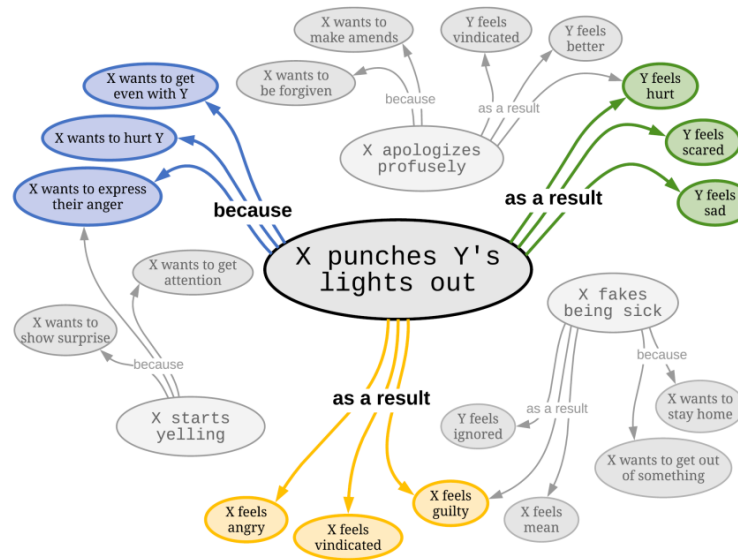 X wants to
make amends
Y feels
vindicated
Y feels
better
X wants to get
even with Y
X wants to
be forgiven
Y feels
hurt
because
as a result
X wants to hurt Y
X apologizes
profusely
Y feels
scared
X wants to express
their anger
because
as a result
Y feels
sad
X punches Y's
lights out
X wants to get
attention
X fakes
being sick
X wants to
show surprise
because
because
X starts
yelling
as a result
Y feels
ignored
as a result
X wants to
stay home
X wants to get out
of something
X feels
angry
X feels
vindicated
X feels
guilty
X feels
mean